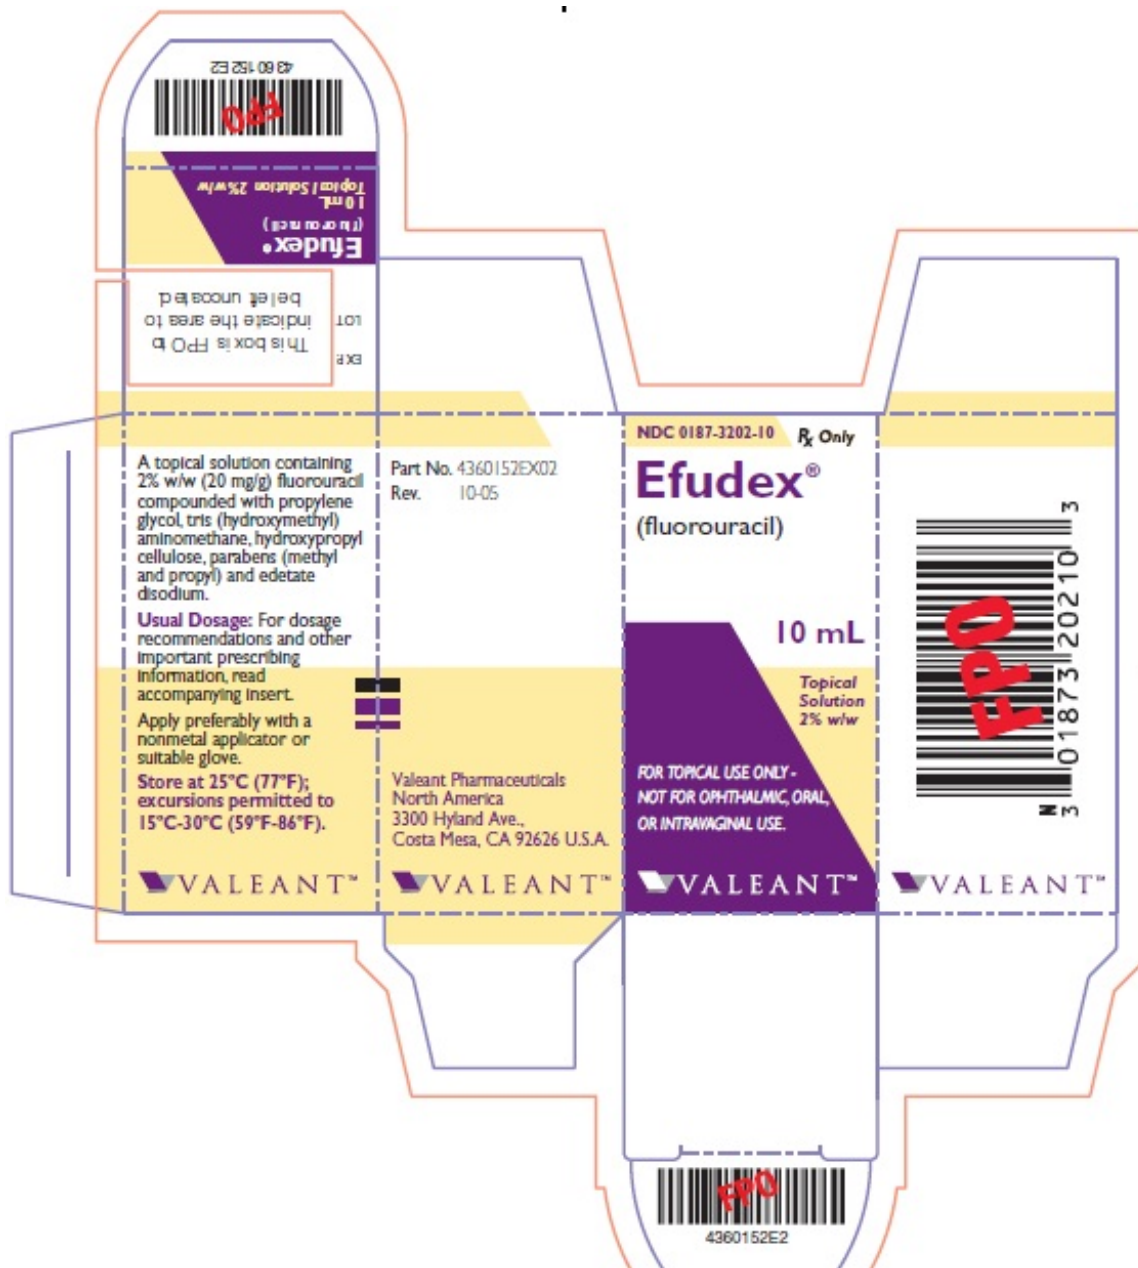 43 60 152 E2
FPO
Efudex®
(fluorouracil)
10 mL
Topical Solution 2% w/w
This box is FPO to
indicate the area to
be left uncoated.
LOT
EXP.
A topical solution containing
2% w/w (20 mg/g) fluorouracil
compounded with propylene
glycol, tris (hydroxymethyl)
aminomethane, hydroxypropyl
cellulose, parabens (methyl
and propyl) and edetate
disodium.
Usual Dosage: For dosage
recommendations and other
important prescribing
information, read
accompanying insert.
Apply preferably with a
nonmetal applicator or
suitable glove.
Store at 25°C (77°F);
excursions permitted to
15°C-30°C (59°F-86°F).
VALEANT™
Part No. 4360152EX02
Rev. 10-05
Valeant Pharmaceuticals
North America
3300 Hyland Ave.,
Costa Mesa, CA 92626 U.S.A.
VALEANT™
NDC 0187-3202-10
Rx Only
Efudex®
(fluorouracil)
10 mL
Topical
Solution
2% w/w
FOR TOPICAL USE ONLY -
NOT FOR OPHTHALMIC, ORAL,
OR INTRAVAGINAL USE.
VALEANT™
N
3 01873 20210 3
FPO
VALEANT™
FPO
4360152E2